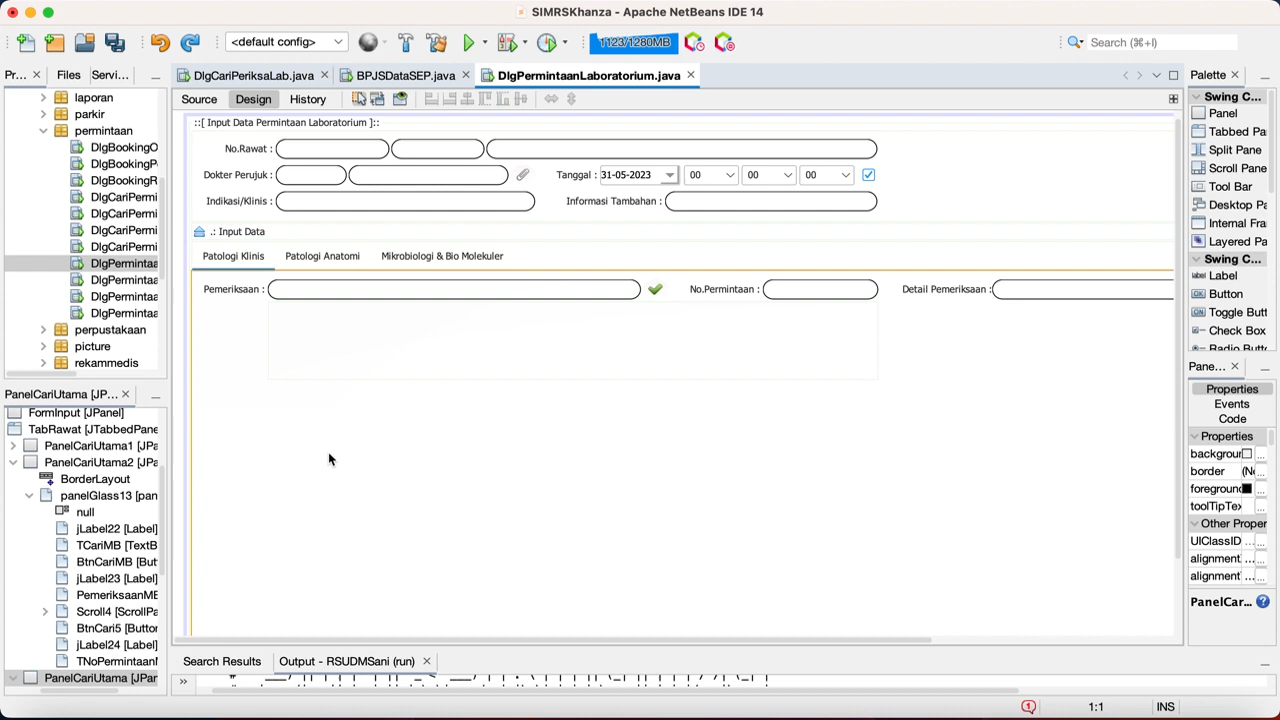 SIMRSKhanza - Apache NetBeans IDE 14
<default config>
1123/1280MB
Search (⌘+I)
Pr...
Files
Servi...
DlgCariPeriksaLab.java
BPJSDataSEP.java
DlgPermintaanLaboratorium.java
Palette
Source
Design
History
laporan
parkir
permintaan
DlgBookingO
DlgBookingP
DlgBookingR
DlgCariPermi
DlgCariPermi
DlgCariPermi
DlgCariPermi
DlgPermintaa
DlgPermintaa
DlgPermintaa
DlgPermintaa
perpustakaan
picture
rekammedis
PanelCariUtama [JP...
FormInput [JPanel]
TabRawat [JTabbedPane
PanelCariUtama1 [JPa
PanelCariUtama2 [JPa
BorderLayout
panelGlass13 [pan
null
jLabel22 [Label]
TCariMB [TextB
BtnCariMB [But
jLabel23 [Label]
PemeriksaanMB
Scroll4 [ScrollPa
BtnCari5 [Button
jLabel24 [Label]
TNoPermintaanM
PanelCariUtama [JPan
::[ Input Data Permintaan Laboratorium ]::
No.Rawat :
Dokter Perujuk :
Tanggal :
31-05-2023
00
00
00
Indikasi/Klinis :
Informasi Tambahan :
.: Input Data
Patologi Klinis
Patologi Anatomi
Mikrobiologi & Bio Molekuler
Pemeriksaan :
No.Permintaan :
Detail Pemeriksaan :
Swing C...
Panel
Tabbed Pa
Split Pane
Scroll Pane
Tool Bar
Desktop Pa
Internal Fra
Layered Pa
Swing C...
Label
Button
Toggle Butt
Check Box
Radio Butto
Pane...
Properties
Events
Code
Properties
background
border
(No
foreground
toolTipTex
Other Proper
UIClassID
alignment
alignment
PanelCar...
Search Results
Output - RSUDMSani (run)
1:1
INS